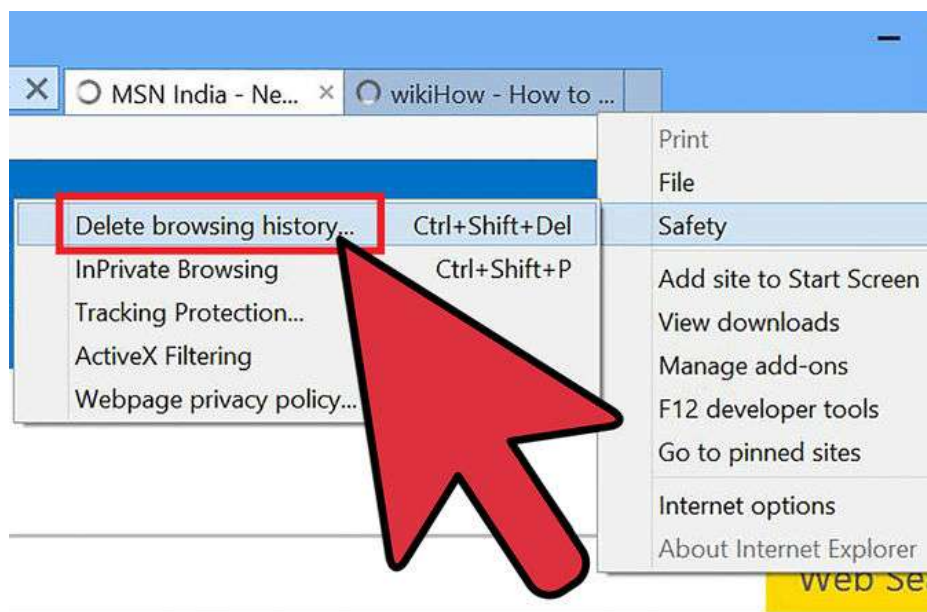 MSN India - Ne...
wikiHow - How to ...
Print
File
Safety
Add site to Start Screen
View downloads
Manage add-ons
F12 developer tools
Go to pinned sites
Internet options
About Internet Explorer
Delete browsing history... Ctrl+Shift+Del
InPrivate Browsing Ctrl+Shift+P
Tracking Protection...
ActiveX Filtering
Webpage privacy policy...
Web Se